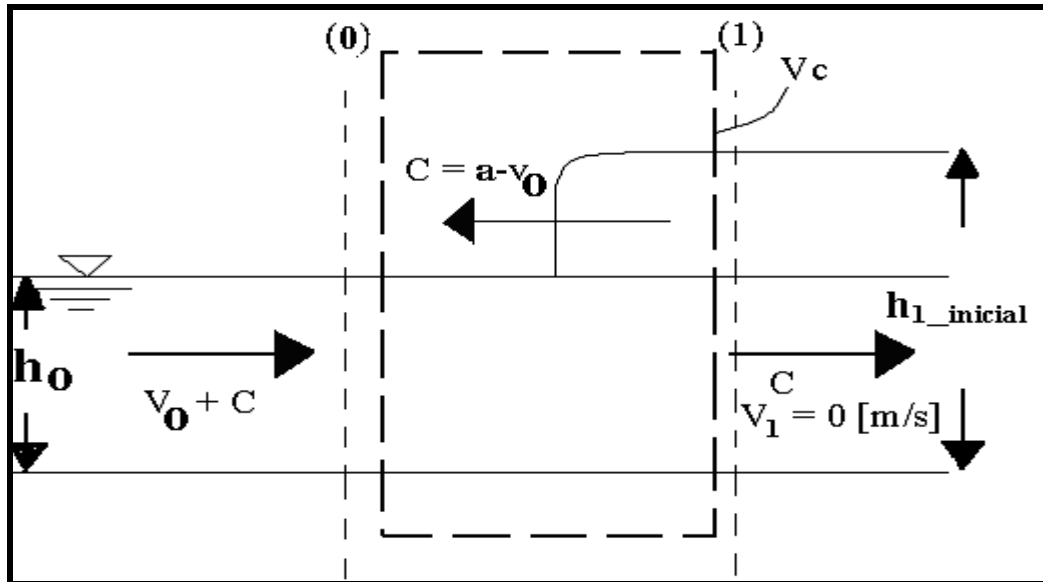 (0)
(1)
Vc
C = a-v₀
h₀
V₀ + C
h₁_inicial
C
V₁ = 0 [m/s]